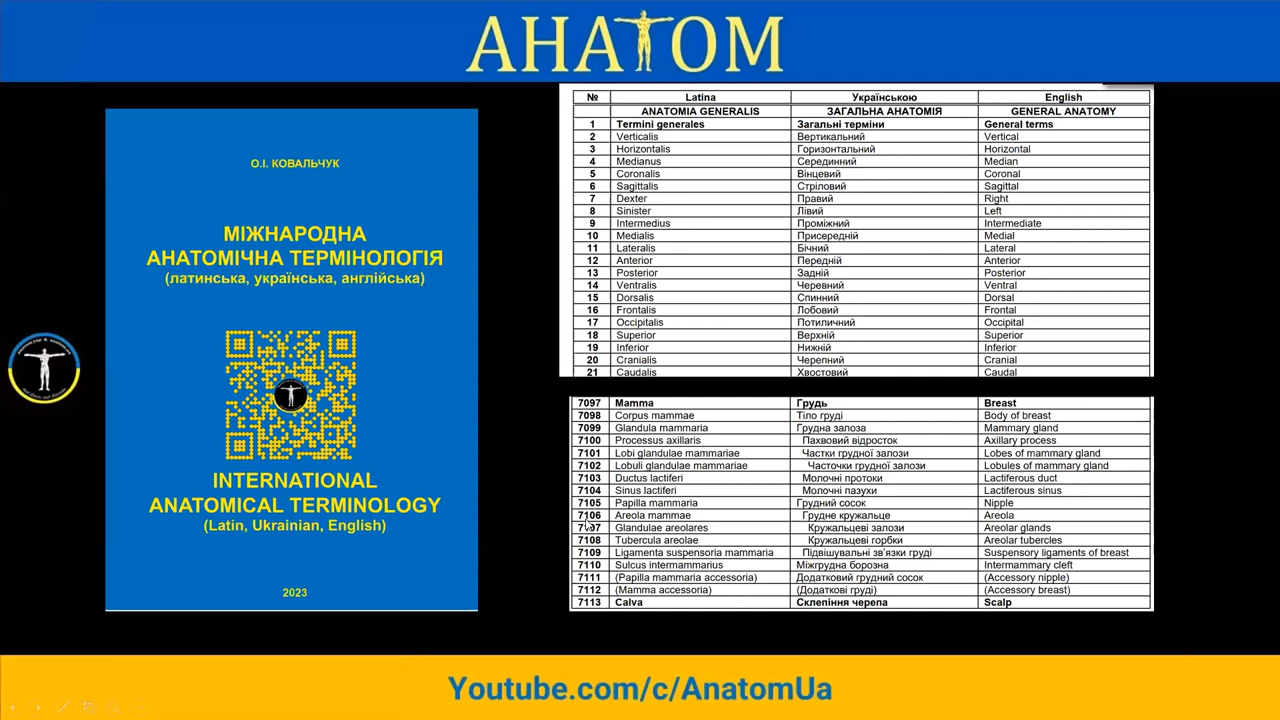 АНАТОМ
О.І. КОВАЛЬЧУК
МІЖНАРОДНА
АНАТОМІЧНА ТЕРМІНОЛОГІЯ
(латинська, українська, англійська)
INTERNATIONAL
ANATOMICAL TERMINOLOGY
(Latin, Ukrainian, English)
2023
№ Latina Українською English
ANATOMIA GENERALIS ЗАГАЛЬНА АНАТОМІЯ GENERAL ANATOMY
1 Termini generales Загальні терміни General terms
2 Verticalis Вертикальний Vertical
3 Horizontalis Горизонтальний Horizontal
4 Medianus Серединний Median
5 Coronalis Вінцевий Coronal
6 Sagittalis Стріловий Sagittal
7 Dexter Правий Right
8 Sinister Лівий Left
9 Intermedius Проміжний Intermediate
10 Medialis Присередній Medial
11 Lateralis Бічний Lateral
12 Anterior Передній Anterior
13 Posterior Задній Posterior
14 Ventralis Черевний Ventral
15 Dorsalis Спинний Dorsal
16 Frontalis Лобовий Frontal
17 Occipitalis Потиличний Occipital
18 Superior Верхній Superior
19 Inferior Нижній Inferior
20 Cranialis Черепний Cranial
21 Caudalis Хвостовий Caudal
7097 Mamma Грудь Breast
7098 Corpus mammae Тіло груді Body of breast
7099 Glandula mammaria Грудна залоза Mammary gland
7100 Processus axillaris Пахвовий відросток Axillary process
7101 Lobi glandulae mammariae Частки грудної залози Lobes of mammary gland
7102 Lobuli glandulae mammariae Часточки грудної залози Lobules of mammary gland
7103 Ductus lactiferi Молочні протоки Lactiferous duct
7104 Sinus lactiferi Молочні пазухи Lactiferous sinus
7105 Papilla mammaria Грудний сосок Nipple
7106 Areola mammae Грудне кружальце Areola
7107 Glandulae areolares Кружальцеві залози Areolar glands
7108 Tubercula areolae Кружальцеві горбки Areolar tubercles
7109 Ligamenta suspensoria mammaria Підвішувальні зв’язки груді Suspensory ligaments of breast
7110 Sulcus intermammarius Міжгрудна борозна Intermammary cleft
7111 (Papilla mammaria accessoria) Додатковий грудний сосок (Accessory nipple)
7112 (Mamma accessoria) (Додаткові груді) (Accessory breast)
7113 Calva Склепіння черепа Scalp
Youtube.com/c/AnatomUa